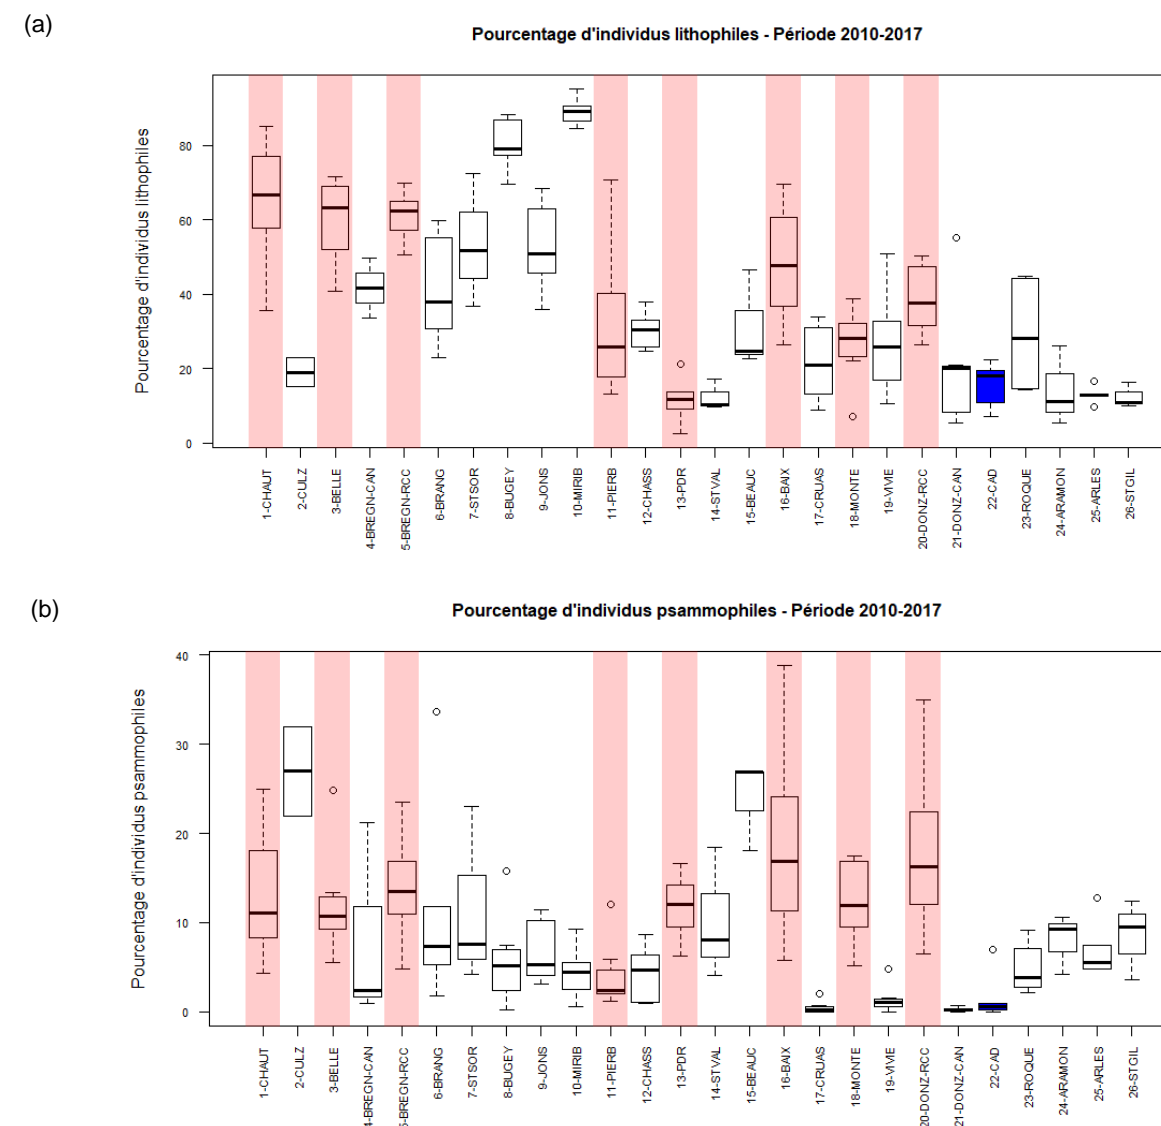 (a)
Pourcentage d'individus lithophiles - Période 2010-2017
Pourcentage d'individus lithophiles
80
60
40
20
0
1-CHAUT
2-CULZ
3-BELLE
4-BREGN-CAN
5-BREGN-RCC
6-BRANG
7-STSOR
8-BUGEY
9-JONS
10-MIRIB
11-PIERB
12-CHASS
13-PDR
14-STVAL
15-BEAUC
16-BAIX
17-CRUAS
18-MONTE
19-VIVIE
20-DONZ-RCC
21-DONZ-CAN
22-CAD
23-ROQUE
24-ARAMON
25-ARLES
26-STGIL
(b)
Pourcentage d'individus psammophiles - Période 2010-2017
Pourcentage d'individus psammophiles
40
30
20
10
0
1-CHAUT
2-CULZ
3-BELLE
4-BREGN-CAN
5-BREGN-RCC
6-BRANG
7-STSOR
8-BUGEY
9-JONS
10-MIRIB
11-PIERB
12-CHASS
13-PDR
14-STVAL
15-BEAUC
16-BAIX
17-CRUAS
18-MONTE
19-VIVIE
20-DONZ-RCC
21-DONZ-CAN
22-CAD
23-ROQUE
24-ARAMON
25-ARLES
26-STGIL